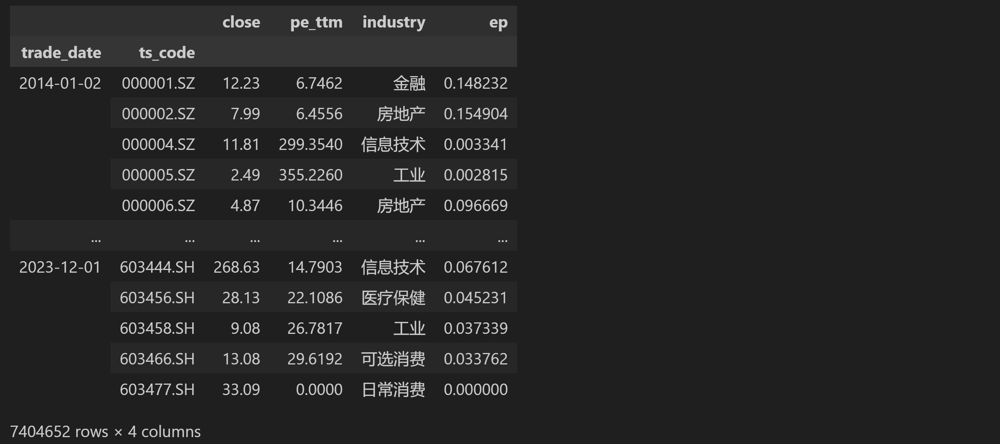 close pe_ttm industry ep
trade_date ts_code
2014-01-02 000001.SZ 12.23 6.7462 金融 0.148232
000002.SZ 7.99 6.4556 房地产 0.154904
000004.SZ 11.81 299.3540 信息技术 0.003341
000005.SZ 2.49 355.2260 工业 0.002815
000006.SZ 4.87 10.3446 房地产 0.096669
... ... ... ... ... ...
2023-12-01 603444.SH 268.63 14.7903 信息技术 0.067612
603456.SH 28.13 22.1086 医疗保健 0.045231
603458.SH 9.08 26.7817 工业 0.037339
603466.SH 13.08 29.6192 可选消费 0.033762
603477.SH 33.09 0.0000 日常消费 0.000000
7404652 rows × 4 columns